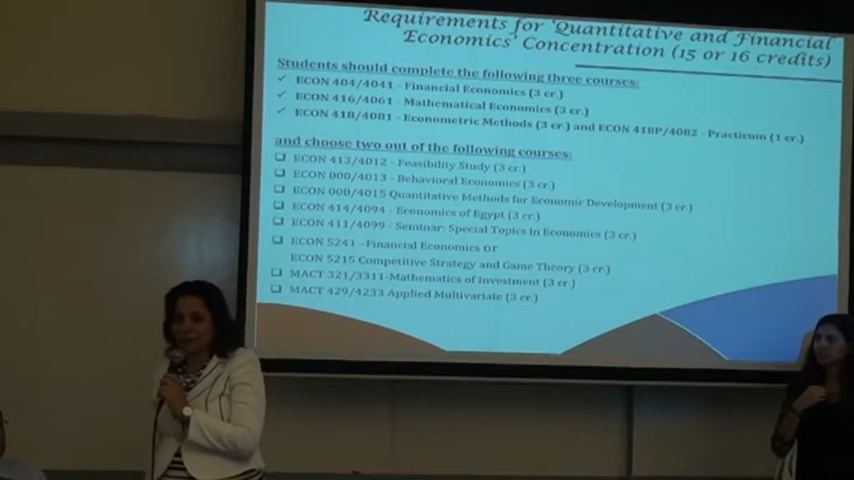 Requirements for 'Quantitative and Financial
Economics' Concentration (15 or 16 credits)
Students should complete the following three courses:
✓ ECON 404/4041 - Financial Economics (3 cr.)
✓ ECON 416/4061 - Mathematical Economics (3 cr.)
✓ ECON 418/4081 - Econometric Methods (3 cr.) and ECON 418P/4082 - Practicum (1 cr.)
and choose two out of the following courses:
❑ ECON 413/4012 - Feasibility Study (3 cr.)
❑ ECON 000/4013 - Behavioral Economics (3 cr.)
❑ ECON 000/4015 Quantitative Methods for Economic Development (3 cr.)
❑ ECON 414/4094 - Economics of Egypt (3 cr.)
❑ ECON 411/4099 - Seminar: Special Topics in Economics (3 cr.)
❑ ECON 5241 -Financial Economics or
ECON 5215 Competitive Strategy and Game Theory (3 cr.)
❑ MACT 321/3311-Mathematics of Investment (3 cr.)
❑ MACT 429/4233 Applied Multivariate (3 cr.)